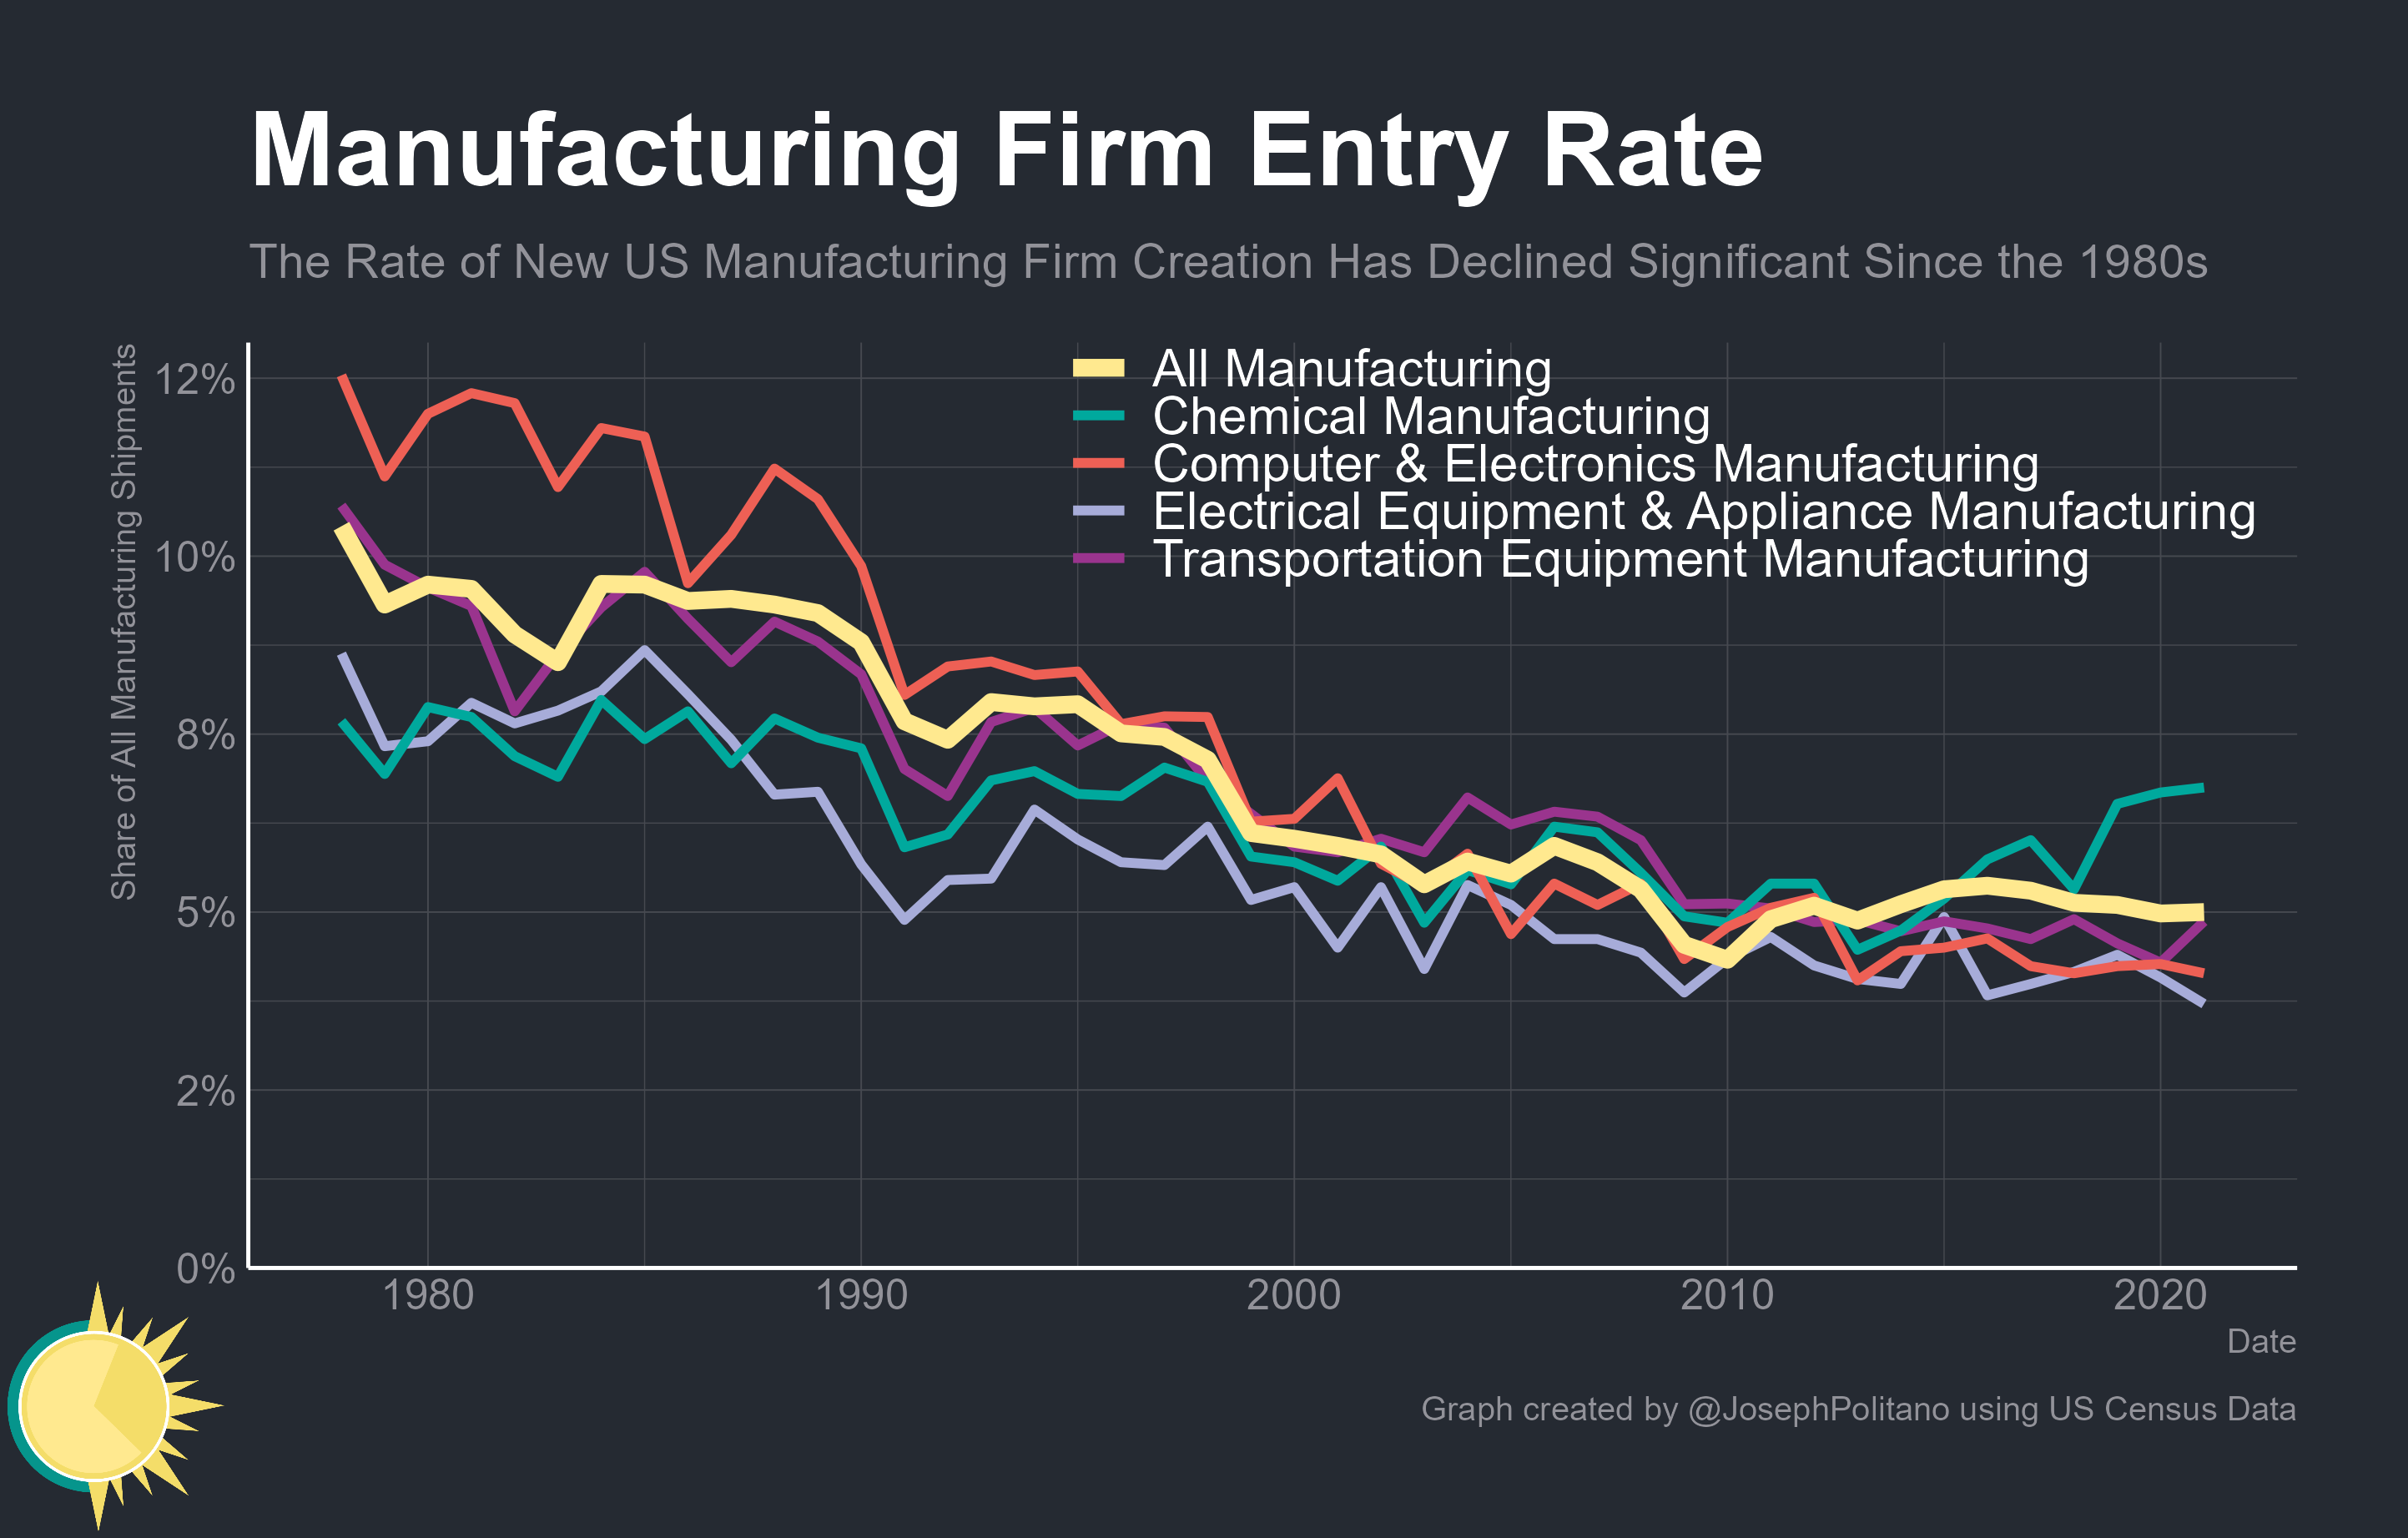 Manufacturing Firm Entry Rate
The Rate of New US Manufacturing Firm Creation Has Declined Significant Since the 1980s
Share of All Manufacturing Shipments
All Manufacturing
Chemical Manufacturing
Computer & Electronics Manufacturing
Electrical Equipment & Appliance Manufacturing
Transportation Equipment Manufacturing
12%
10%
8%
5%
2%
0%
1980 1990 2000 2010 2020
Date
Graph created by @JosephPolitano using US Census Data